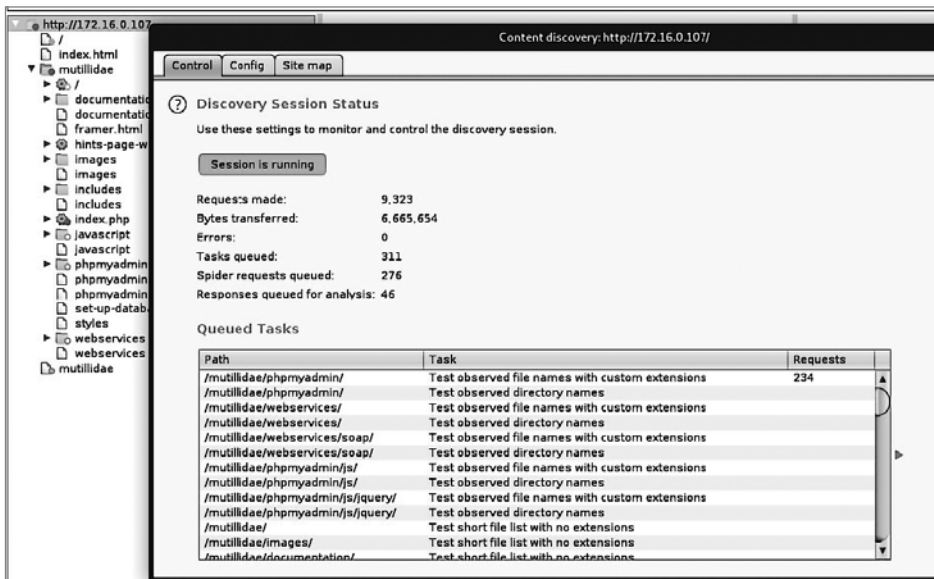 http://172.16.0.107
/
index.html
mutillidae
/
documentatio
documentatio
framer.html
hints-page-w
images
images
includes
includes
index.php
javascript
javascript
phpmyadmin
phpmyadmin
phpmyadmin
set-up-datab
styles
webservices
webservices
mutillidae
Content discovery: http://172.16.0.107/
Control Config Site map
? Discovery Session Status
Use these settings to monitor and control the discovery session.
Session is running
Requests made: 9,323
Bytes transferred: 6,665,654
Errors: 0
Tasks queued: 311
Spider requests queued: 276
Responses queued for analysis: 46
Queued Tasks
Path Task Requests
/mutillidae/phpmyadmin/ Test observed file names with custom extensions 234
/mutillidae/phpmyadmin/ Test observed directory names
/mutillidae/webservices/ Test observed file names with custom extensions
/mutillidae/webservices/ Test observed directory names
/mutillidae/webservices/soap/ Test observed file names with custom extensions
/mutillidae/webservices/soap/ Test observed directory names
/mutillidae/phpmyadmin/js/ Test observed file names with custom extensions
/mutillidae/phpmyadmin/js/ Test observed directory names
/mutillidae/phpmyadmin/js/jquery/ Test observed file names with custom extensions
/mutillidae/phpmyadmin/js/jquery/ Test observed directory names
/mutillidae/ Test short file list with no extensions
/mutillidae/images/ Test short file list with no extensions
/mutillidae/documentation/ Test short file list with no extensions